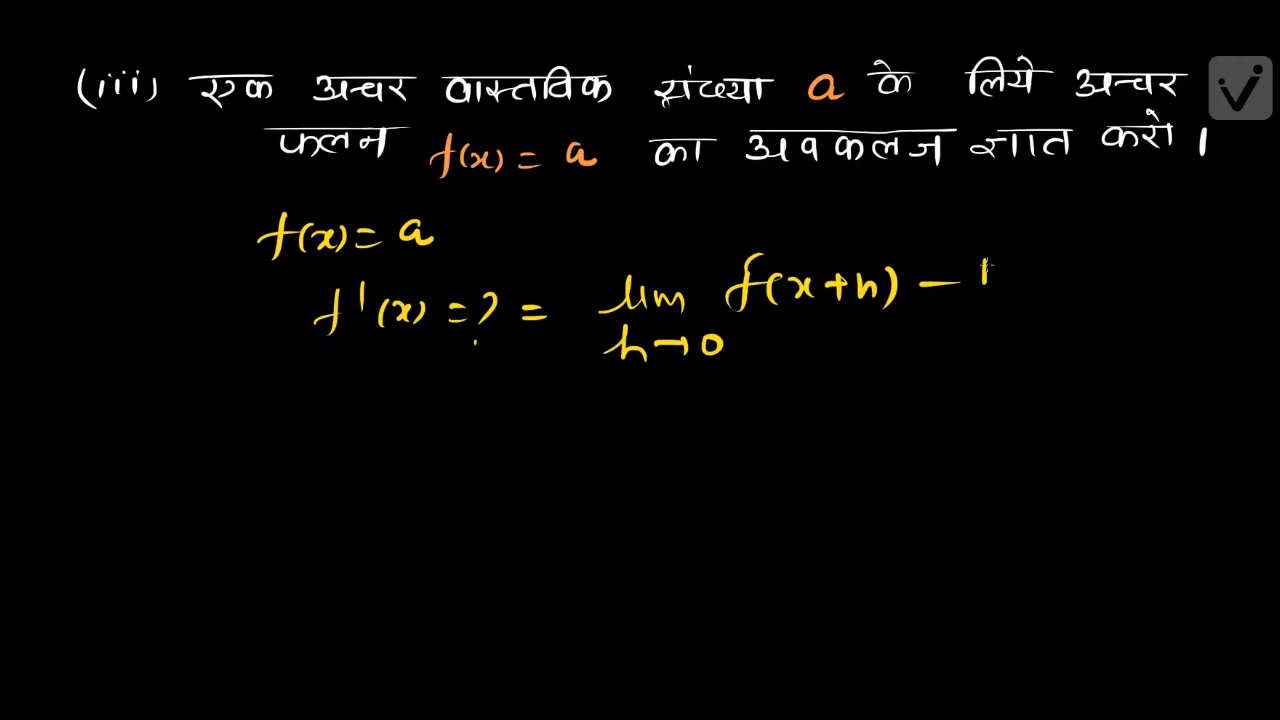 (iii) एक अचर वास्तविक संख्या a के लिये अचर
फलन f(x) = a का अवकलज ज्ञात करो ।
f(x) = a
f'(x) = ? = lim f(x+h) –
h→0